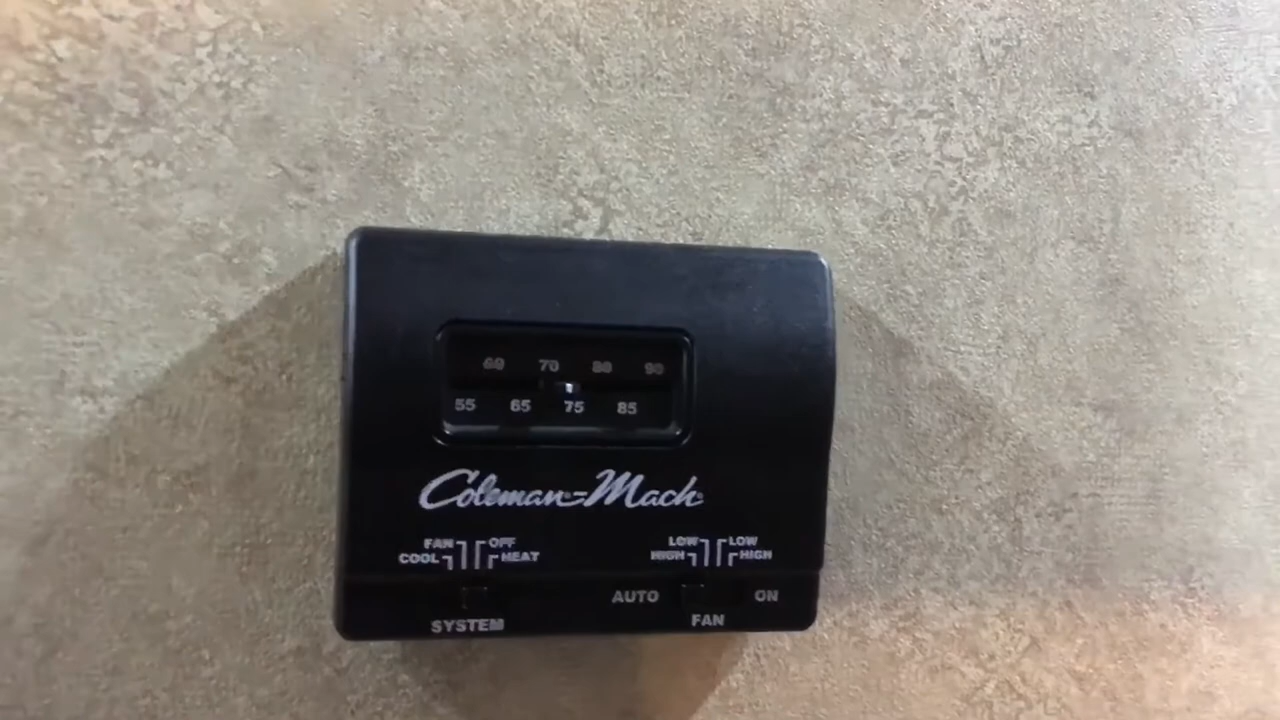 60 70 80 90
55 65 75 85
Coleman-Mach
FAN OFF LOW LOW
COOL HEAT HIGH HIGH
AUTO ON
SYSTEM FAN